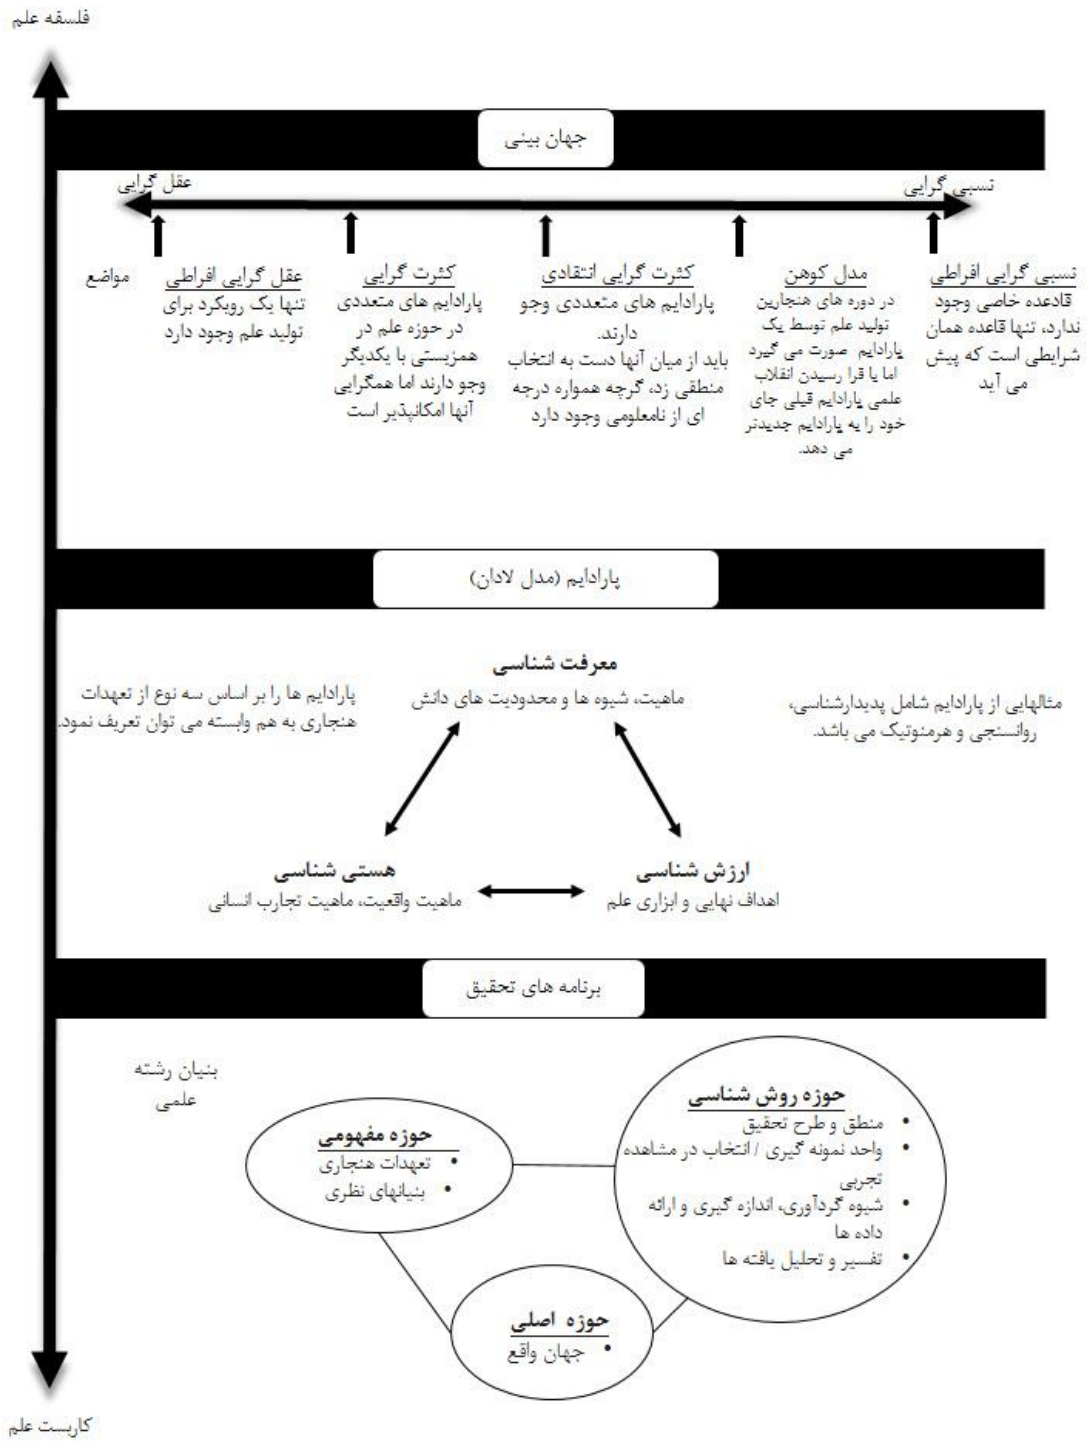 فلسفه علم
جهان بینی
نسبی گرایی
عقل گرایی
نسبی گرایی افراطی
قادعده خاصی وجود
ندارد، تنها قاعده همان
شرایطی است که پیش
می آید
مدل کوهن
در دوره های هنجارین
تولید علم توسط یک
پارادایم صورت می گیرد
اما با قرا رسیدن انقلاب
علمی پارادایم قبلی جای
خود را به پارادایم جدیدتر
می دهد.
کثرت گرایی انتقادی
پارادایم های متعددی وجو
دارند.
باید از میان آنها دست به انتخاب
منطقی زد، گرچه همواره درجه
ای از نامعلومی وجود دارد
کثرت گرایی
پارادایم های متعددی
در حوزه علم در
همزیستی با یکدیگر
وجو دارند اما همگرایی
آنها امکانپذیر است
عقل گرایی افراطی
تنها یک رویکرد برای
تولید علم وجود دارد
مواضع
پارادایم (مدل لادان)
معرفت شناسی
ماهیت، شیوه ها و محدودیت های دانش
مثالهایی از پارادایم شامل پدیدارشناسی،
روانسنجی و هرمنوتیک می باشد.
پارادایم ها را بر اساس سه نوع از تعهدات
هنجاری به هم وابسته می توان تعریف نمود.
ارزش شناسی
اهداف نهایی و ابزاری علم
هستی شناسی
ماهیت واقعیت، ماهیت تجارب انسانی
برنامه های تحقیق
بنیان رشته
علمی
حوزه روش شناسی
• منطق و طرح تحقیق
• واحد نمونه گیری / انتخاب در مشاهده
تجربی
• شیوه گردآوری، اندازه گیری و ارائه
داده ها
• تفسیر و تحلیل یافته ها
حوزه مفهومی
• تعهدات هنجاری
• بنیانهای نظری
حوزه اصلی
• جهان واقع
کاربست علم